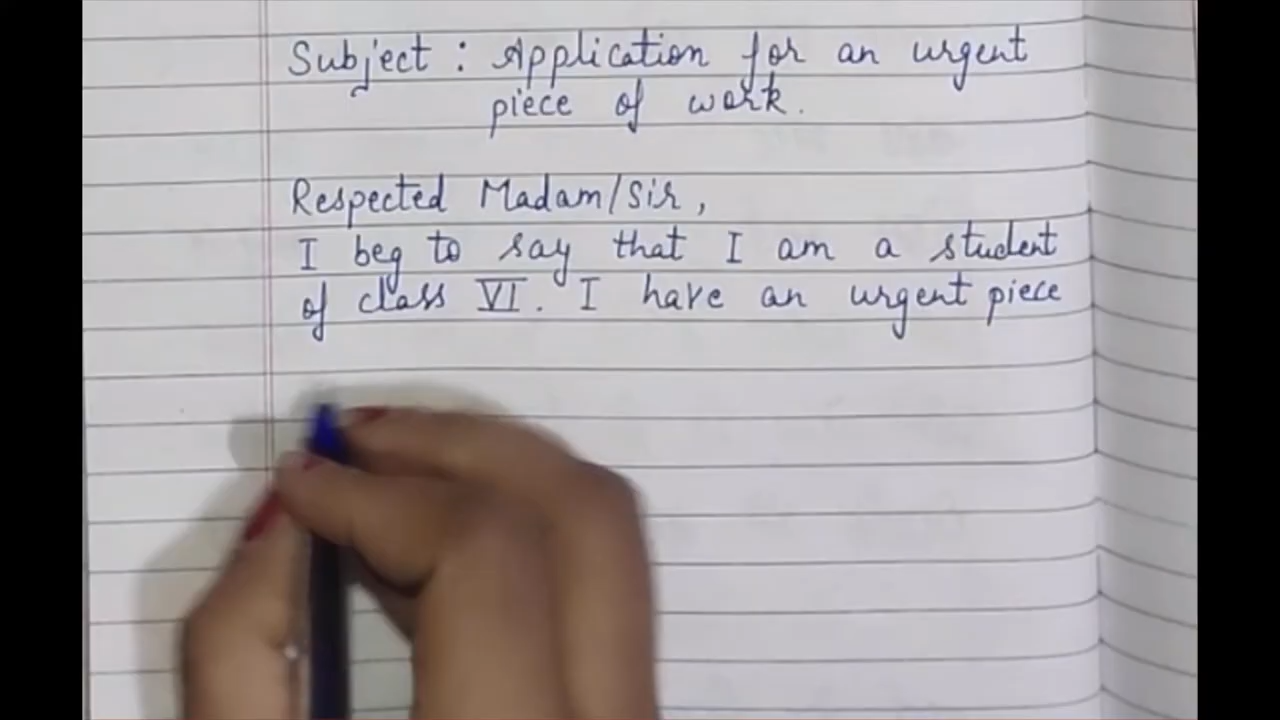 Subject : Application for an urgent
piece of work.
Respected Madam/Sir,
I beg to say that I am a student
of class VI. I have an urgent piece